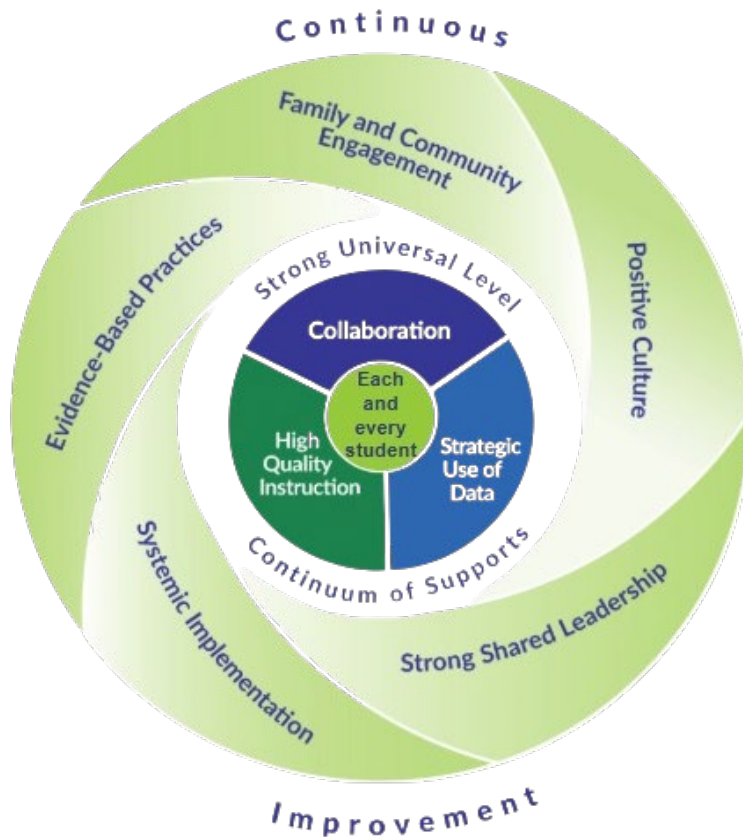 Continuous
Family and Community
Engagement
Positive Culture
Evidence-Based Practices
Strong Universal Level
Collaboration
Each
and
every
student
High
Quality
Instruction
Strategic
Use of
Data
Continuum of Supports
Systemic Implementation
Strong Shared Leadership
Improvement